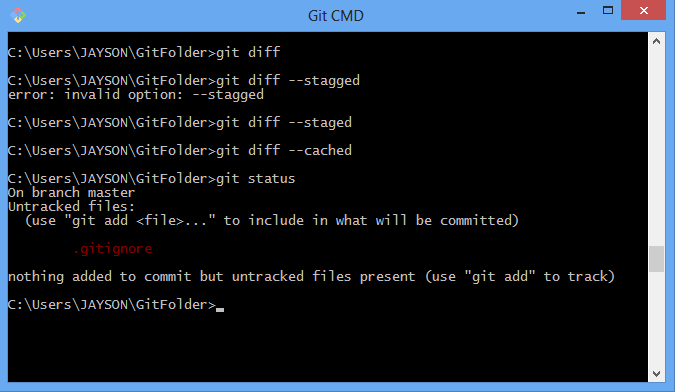 Git CMD
C:\Users\JAYSON\GitFolder>git diff
C:\Users\JAYSON\GitFolder>git diff --stagged
error: invalid option: --stagged
C:\Users\JAYSON\GitFolder>git diff --staged
C:\Users\JAYSON\GitFolder>git diff --cached
C:\Users\JAYSON\GitFolder>git status
On branch master
Untracked files:
  (use "git add <file>..." to include in what will be committed)
        .gitignore
nothing added to commit but untracked files present (use "git add" to track)
C:\Users\JAYSON\GitFolder>